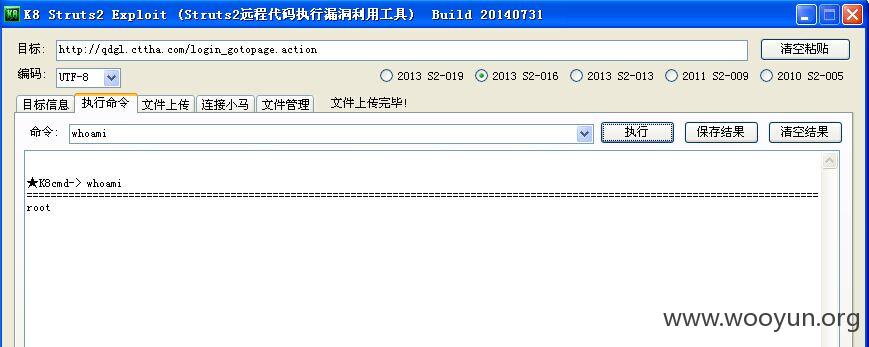 K8 Struts2 Exploit (Struts2远程代码执行漏洞利用工具) Build 20140731
目标: http://qdgl.cttha.com/login_gotopage.action 清空粘贴
编码: UTF-8 2013 S2-019 2013 S2-016 2013 S2-013 2011 S2-009 2010 S2-005
目标信息 执行命令 文件上传 连接小马 文件管理 文件上传完毕!
命令: whoami 执行 保存结果 清空结果
★K8cmd-> whoami
======================================================================================================================
root
www.wooyun.org